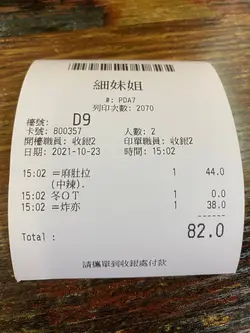 細妹姐
#: PDA7
列印次數: 2070
檯號: D9
卡號: B00357 人數: 2
開檯職員: 收銀2 印單職員: 收銀2
日期: 2021-10-23 時間: 15:02
15:02 =麻肚拉 1 44.0
(中辣).
15:02 冬OT 1 0.0
15:02 =炸亦 1 38.0
Total: 82.0
請攜單到收銀處付款